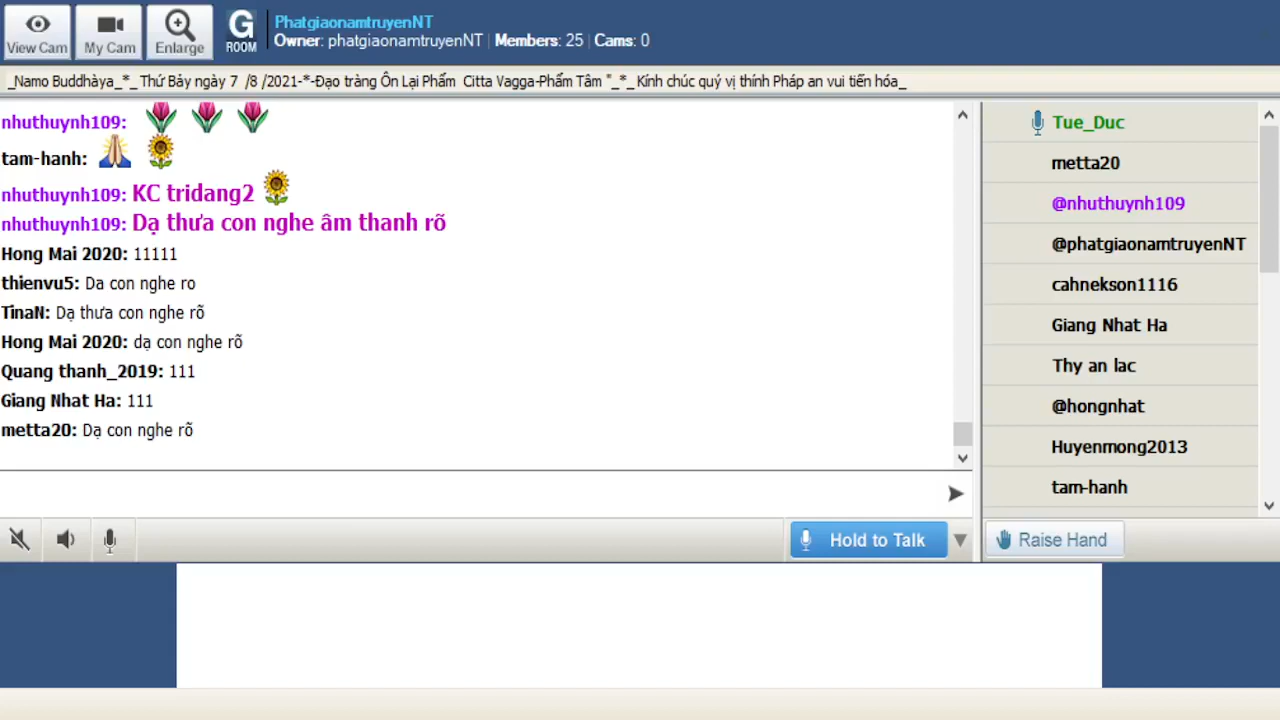 View Cam
My Cam
Enlarge
G
ROOM
PhatgiaonamtruyenNT
Owner: phatgiaonamtruyenNT | Members: 25 | Cams: 0
_Namo Buddhàya_*_ Thứ Bảy ngày 7 /8 /2021-*-Đạo tràng Ôn Lại Phẩm Citta Vagga-Phẩm Tâm "_*_ Kính chúc quý vị thính Pháp an vui tiến hóa_
nhuthuynh109:
tam-hanh:
nhuthuynh109: KC tridang2
nhuthuynh109: Dạ thưa con nghe âm thanh rõ
Hong Mai 2020: 11111
thienvu5: Da con nghe ro
TinaN: Dạ thưa con nghe rõ
Hong Mai 2020: dạ con nghe rõ
Quang thanh_2019: 111
Giang Nhat Ha: 111
metta20: Dạ con nghe rõ
Tue_Duc
metta20
@nhuthuynh109
@phatgiaonamtruyenNT
cahnekson1116
Giang Nhat Ha
Thy an lac
@hongnhat
Huyenmong2013
tam-hanh
Hold to Talk
Raise Hand